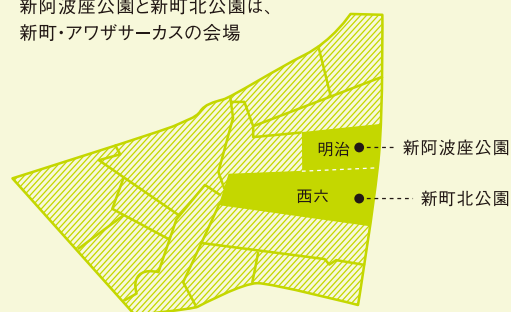 新阿波座公園と新町北公園は、
新町・アワザサーカスの会場
明治
新阿波座公園
西六
新町北公園